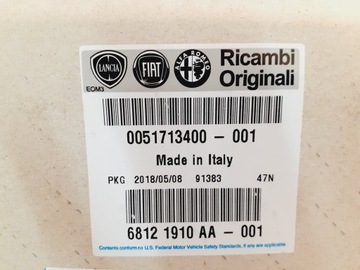 LANCIA
FIAT
ALFA ROMEO
Ricambi
Originali
EOM3
0051713400 - 001
Made in Italy
PKG 2018/05/08 91383 47N
6812 1910 AA - 001
Contents conform to U.S. Federal Motor Vehicle Safety Standards. If any are applicable